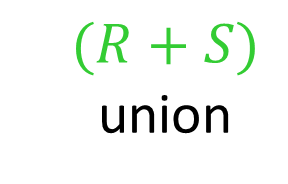 (R + S)
union